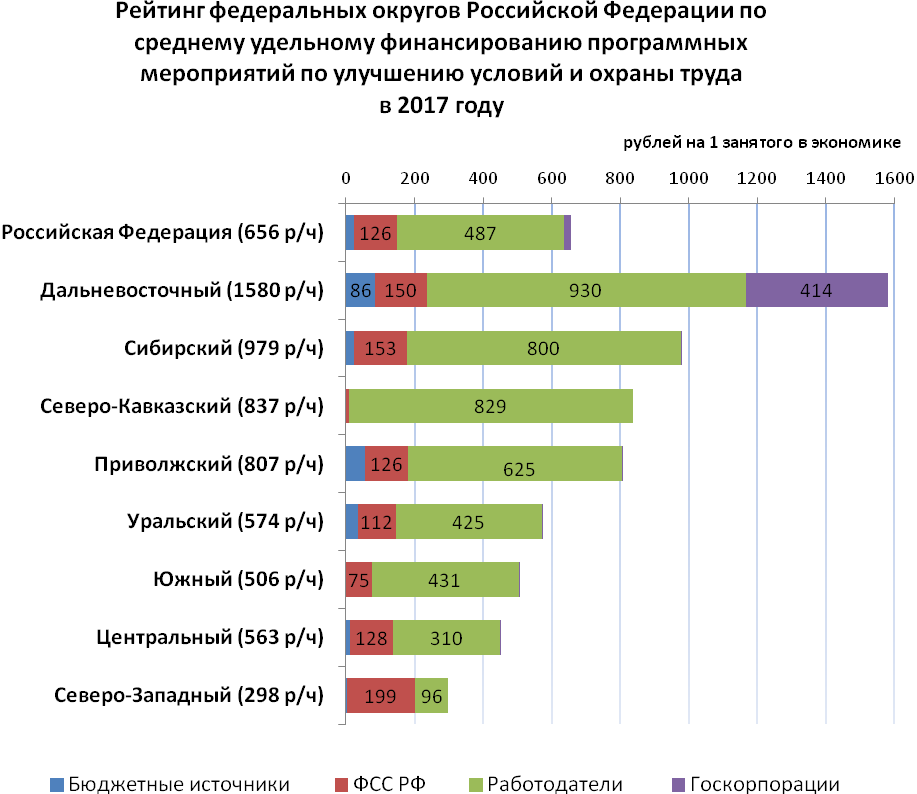 Рейтинг федеральных округов Российской Федерации по
среднему удельному финансированию программных
мероприятий по улучшению условий и охраны труда
в 2017 году
рублей на 1 занятого в экономике
0 200 400 600 800 1000 1200 1400 1600
Российская Федерация (656 р/ч) 126 487
Дальневосточный (1580 р/ч) 86 150 930 414
Сибирский (979 р/ч) 153 800
Северо-Кавказский (837 р/ч) 829
Приволжский (807 р/ч) 126 625
Уральский (574 р/ч) 112 425
Южный (506 р/ч) 75 431
Центральный (563 р/ч) 128 310
Северо-Западный (298 р/ч) 199 96
Бюджетные источники ФСС РФ Работодатели Госкорпорации